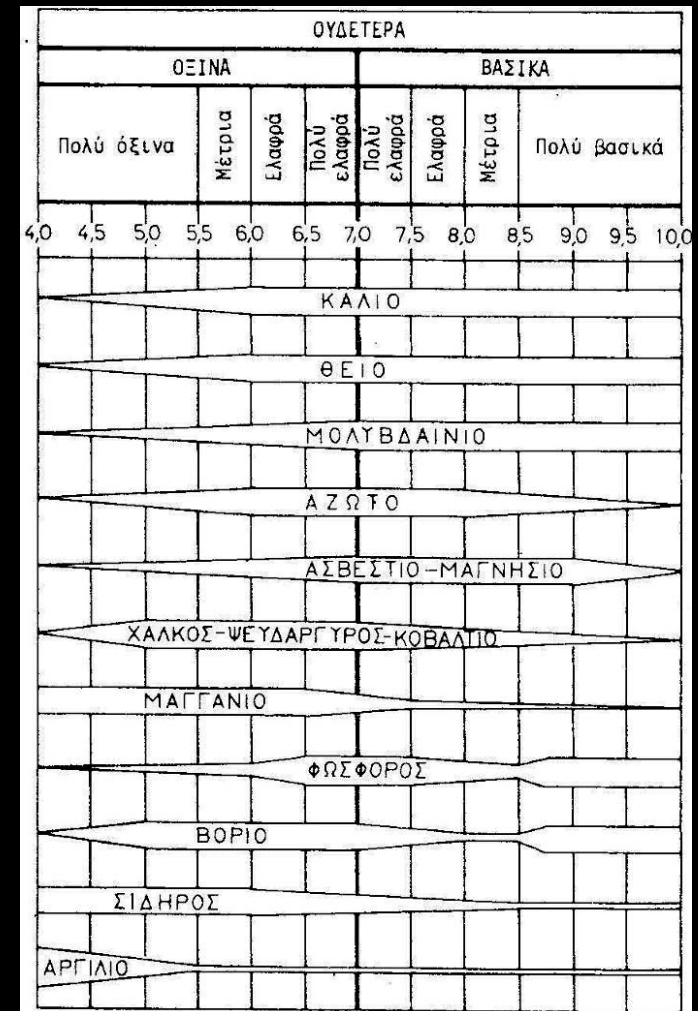 ΟΥΔΕΤΕΡΑ
ΟΞΙΝΑ ΒΑΣΙΚΑ
Πολύ όξινα
Μέτρια
Ελαφρά
Πολύ
ελαφρά
Πολύ
ελαφρά
Ελαφρά
Μέτρια
Πολύ βασικά
4,0 4,5 5,0 5,5 6,0 6,5 7,0 7,5 8,0 8,5 9,0 9,5 10,0
ΚΑΛΙΟ
ΘΕΙΟ
ΜΟΛΥΒΔΑΙΝΙΟ
ΑΖΩΤΟ
ΑΣΒΕΣΤΙΟ-ΜΑΓΝΗΣΙΟ
ΧΑΛΚΟΣ-ΨΕΥΔΑΡΓΥΡΟΣ-ΚΟΒΑΛΤΙΟ
ΜΑΓΓΑΝΙΟ
ΦΩΣΦΟΡΟΣ
ΒΟΡΙΟ
ΣΙΔΗΡΟΣ
ΑΡΓΙΛΙΟ